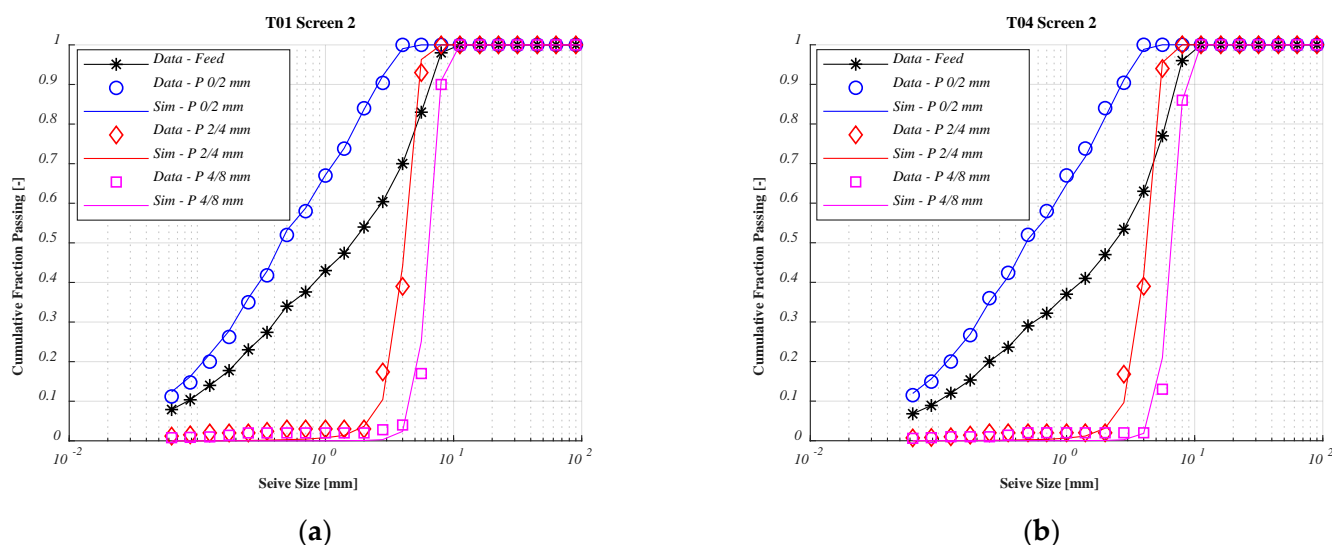 T01 Screen 2
1
0.9
0.8
0.7
0.6
0.5
0.4
0.3
0.2
0.1
0
Cumulative Fraction Passing [-]
Data - Feed
Data - P 0/2 mm
Sim - P 0/2 mm
Data - P 2/4 mm
Sim - P 2/4 mm
Data - P 4/8 mm
Sim - P 4/8 mm
10 -2 10 0 10 1 10 2
Seive Size [mm]
(a)
T04 Screen 2
1
0.9
0.8
0.7
0.6
0.5
0.4
0.3
0.2
0.1
0
Cumulative Fraction Passing [-]
Data - Feed
Data - P 0/2 mm
Sim - P 0/2 mm
Data - P 2/4 mm
Sim - P 2/4 mm
Data - P 4/8 mm
Sim - P 4/8 mm
10 -2 10 0 10 1 10 2
Seive Size [mm]
(b)